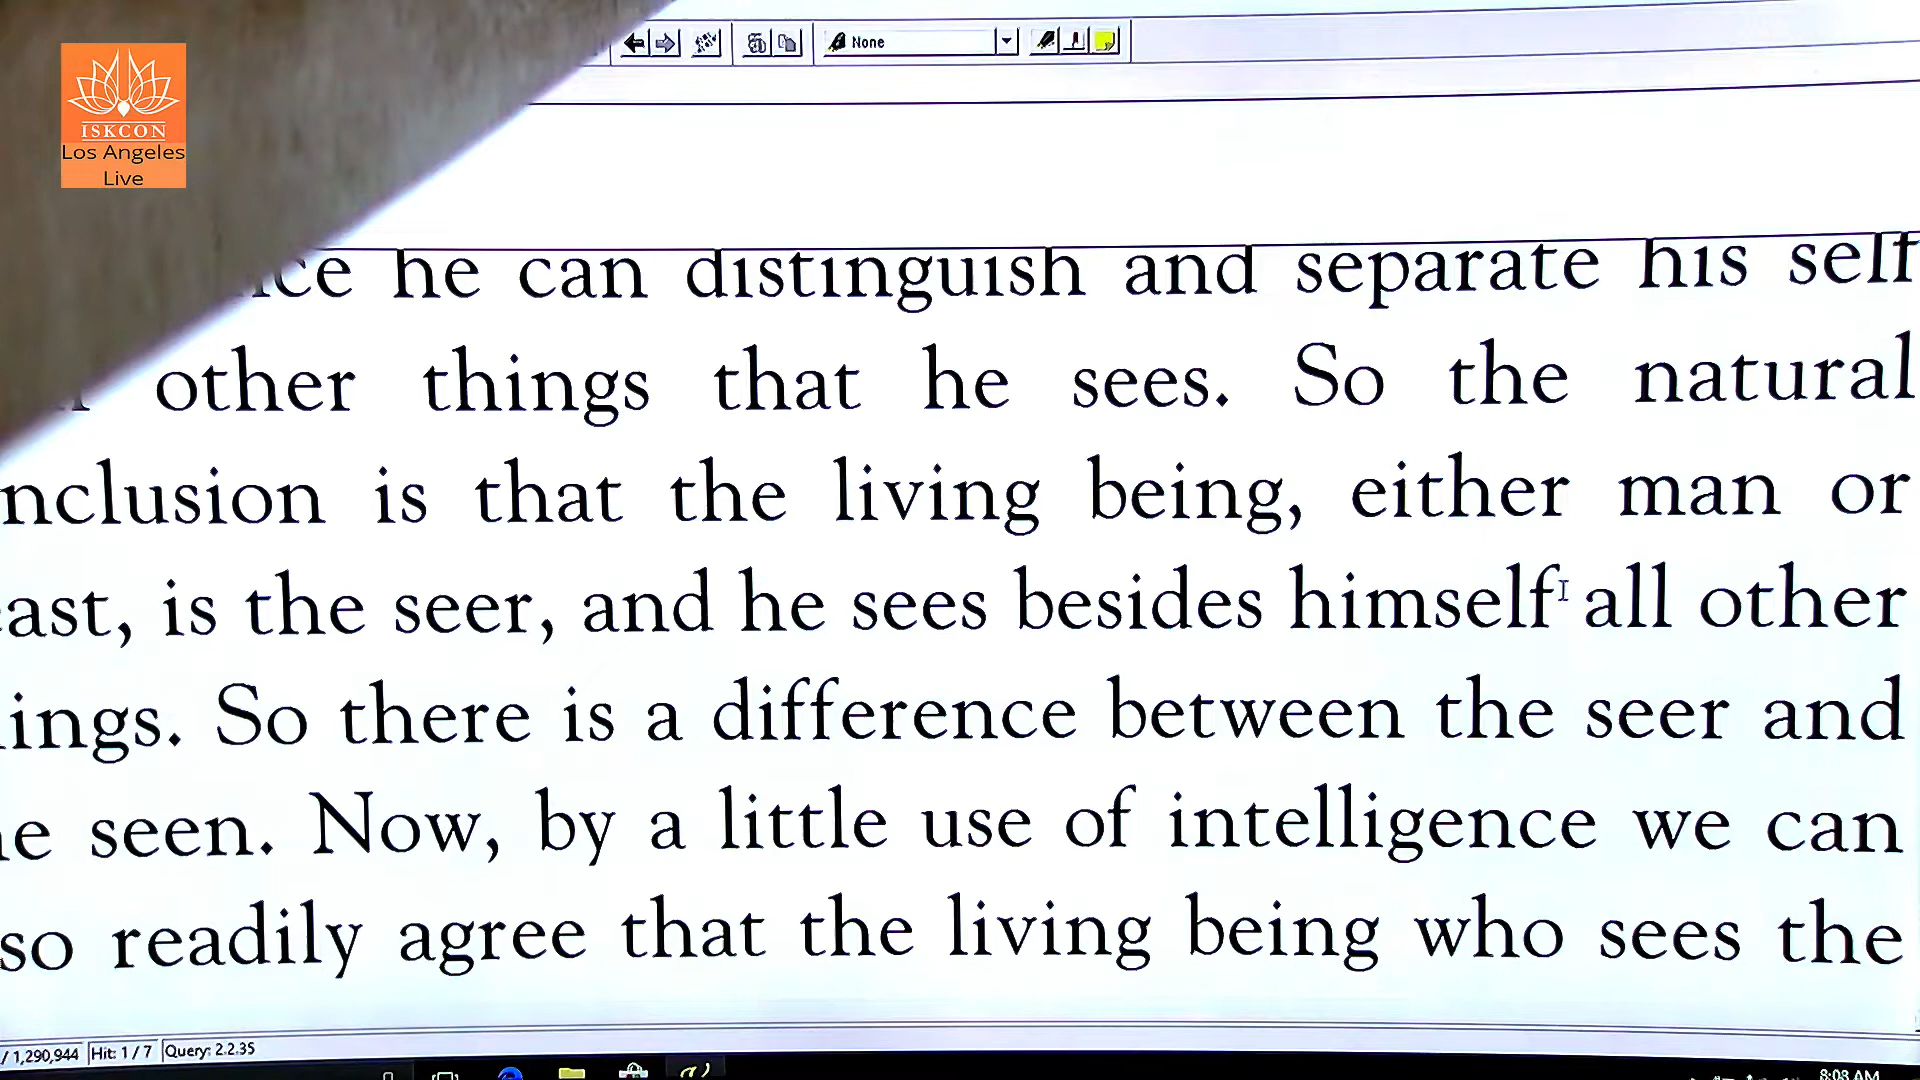 ISKCON
Los Angeles
Live
None
he can distinguish and separate his self
other things that he sees. So the natural
nclusion is that the living being, either man or
east, is the seer, and he sees besides himself all other
ings. So there is a difference between the seer and
e seen. Now, by a little use of intelligence we can
so readily agree that the living being who sees the
/ 1,290,944 Hit: 1 / 7 Query: 2.2.35
8:08 AM